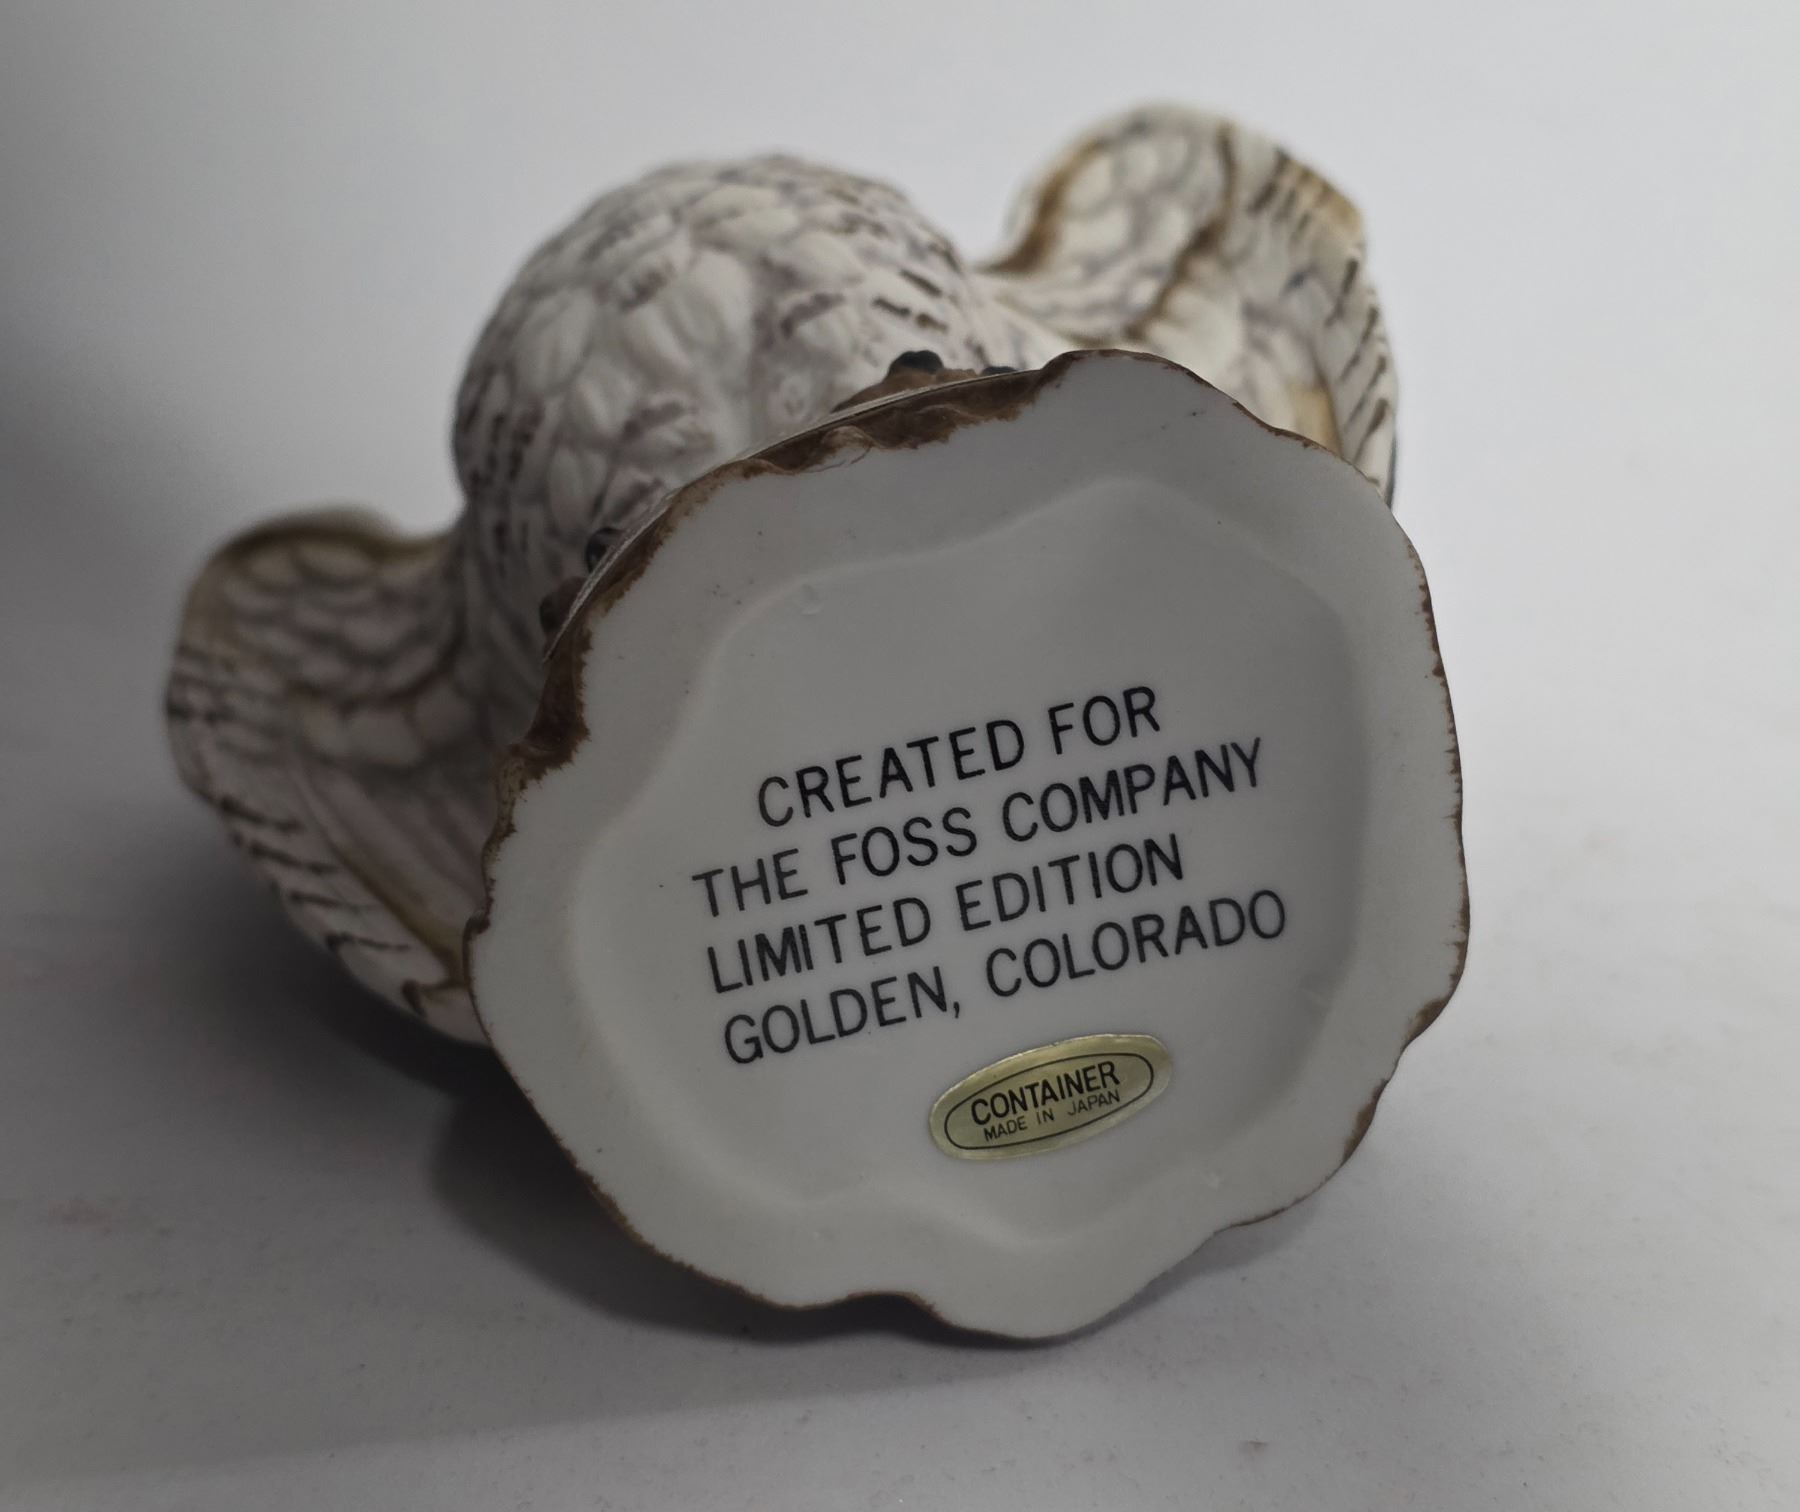 CREATED FOR
THE FOSS COMPANY
LIMITED EDITION
GOLDEN, COLORADO
CONTAINER
MADE IN JAPAN